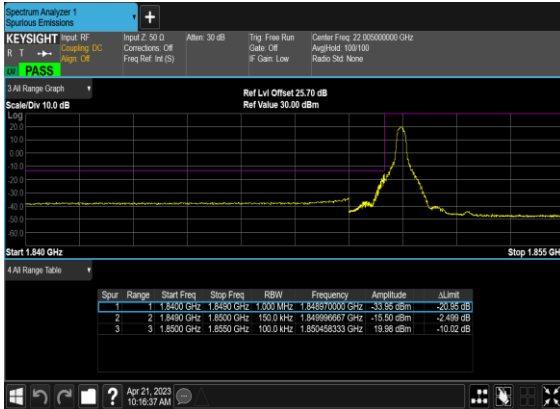 Spectrum Analyzer 1
Spurious Emissions
+
KEYSIGHT Input: RF Input Z: 50 Ω Atten: 30 dB Trig: Free Run Center Freq: 22.005000000 GHz
R T Coupling: DC Corrections: Off Gate: Off Avg|Hold: 100/100
Align: Off Freq Ref: Int (S) IF Gain: Low Radio Std: None
PASS
3 All Range Graph
Ref Lvl Offset 25.70 dB
Scale/Div 10.0 dB Ref Value 30.00 dBm
Log
20.0
10.0
0.00
-10.0
-20.0
-30.0
-40.0
-50.0
-60.0
Start 1.840 GHz Stop 1.855 GH
4 All Range Table
Spur Range Start Freq Stop Freq RBW Frequency Amplitude ΔLimit
1 1 1.8400 GHz 1.8490 GHz 1.000 MHz 1.848970000 GHz -33.95 dBm -20.95 dB
2 2 1.8490 GHz 1.8500 GHz 150.0 kHz 1.849996667 GHz -15.50 dBm -2.499 dB
3 3 1.8500 GHz 1.8550 GHz 100.0 kHz 1.850458333 GHz 19.98 dBm -10.02 dB
? Apr 21, 2023
10:16:37 AM